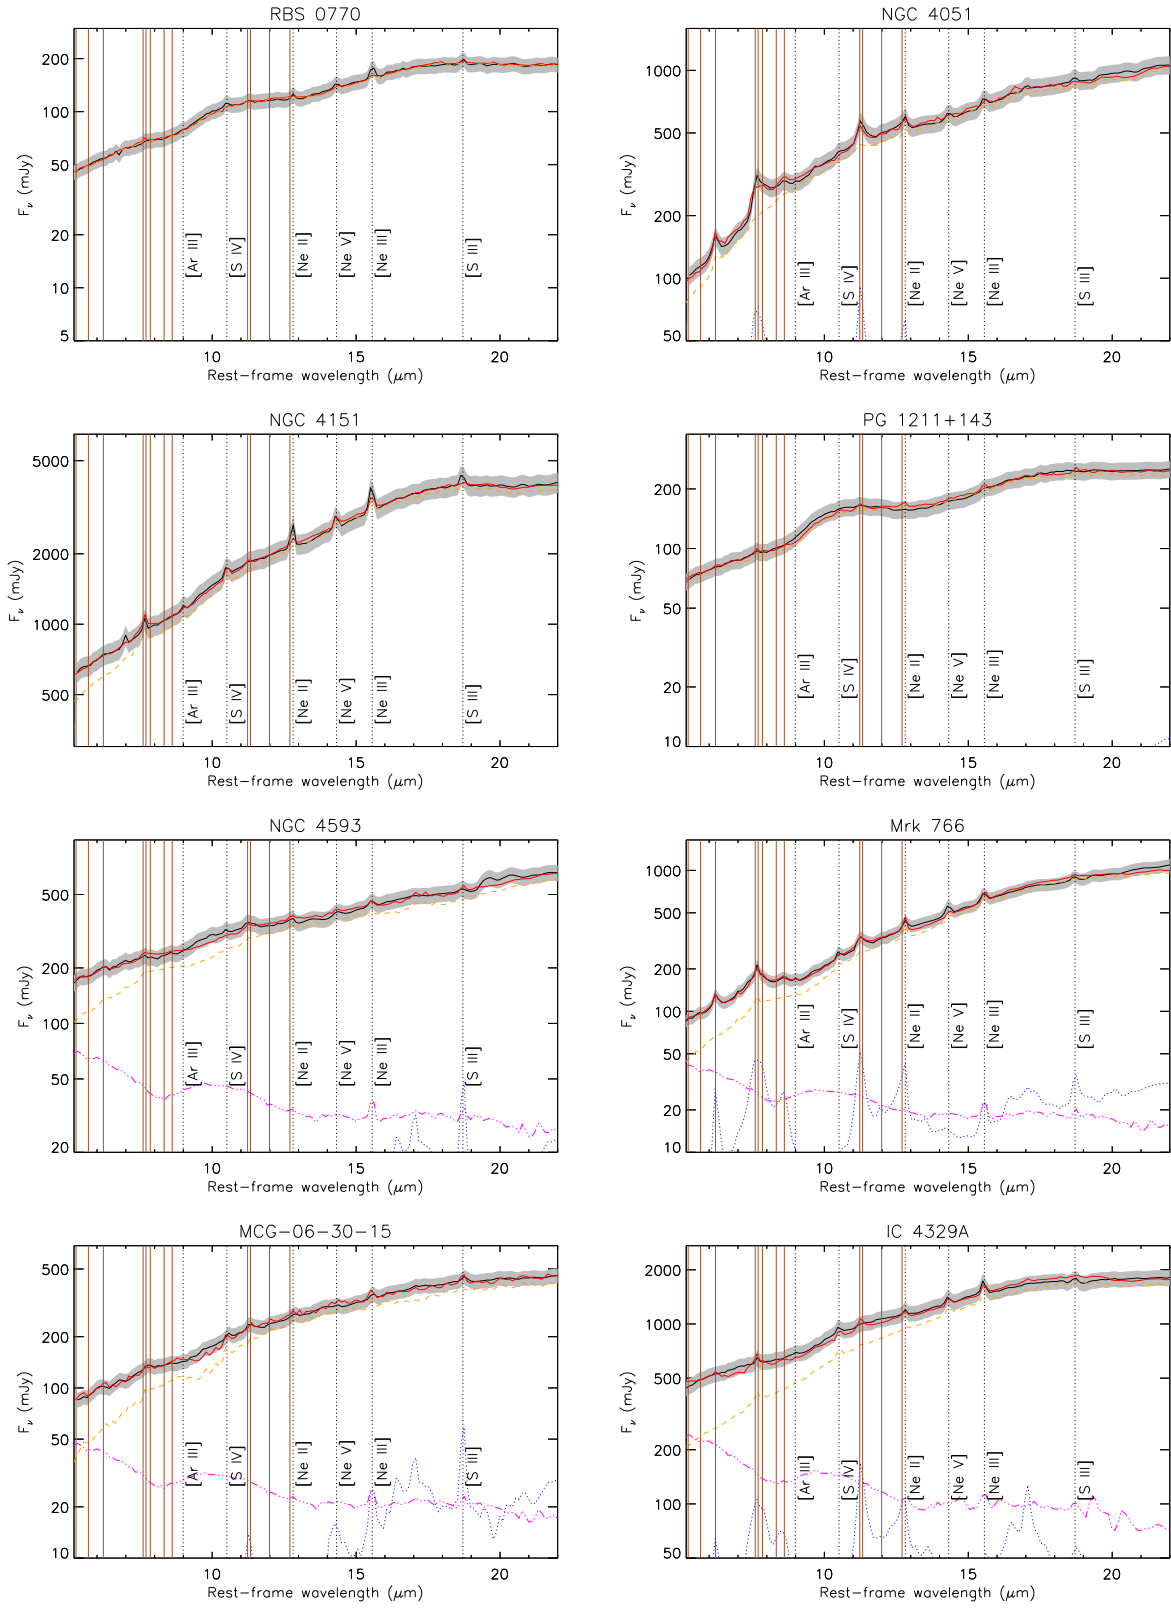 RBS 0770
200
100
50
20
10
5
F_ν (mJy)
[Ar III]
[S IV]
[Ne II]
[Ne V]
[Ne III]
[S III]
10 15 20
Rest-frame wavelength (μm)
NGC 4051
1000
500
200
100
50
F_ν (mJy)
[Ar III]
[S IV]
[Ne II]
[Ne V]
[Ne III]
[S III]
10 15 20
Rest-frame wavelength (μm)
NGC 4151
5000
2000
1000
500
F_ν (mJy)
[Ar III]
[S IV]
[Ne II]
[Ne V]
[Ne III]
[S III]
10 15 20
Rest-frame wavelength (μm)
PG 1211+143
200
100
50
20
10
F_ν (mJy)
[Ar III]
[S IV]
[Ne II]
[Ne V]
[Ne III]
[S III]
10 15 20
Rest-frame wavelength (μm)
NGC 4593
500
200
100
50
20
F_ν (mJy)
[Ar III]
[S IV]
[Ne II]
[Ne V]
[Ne III]
[S III]
10 15 20
Rest-frame wavelength (μm)
Mrk 766
1000
500
200
100
50
20
10
F_ν (mJy)
[Ar III]
[S IV]
[Ne II]
[Ne V]
[Ne III]
[S III]
10 15 20
Rest-frame wavelength (μm)
MCG-06-30-15
500
200
100
50
20
10
F_ν (mJy)
[Ar III]
[S IV]
[Ne II]
[Ne V]
[Ne III]
[S III]
10 15 20
Rest-frame wavelength (μm)
IC 4329A
2000
1000
500
200
100
50
F_ν (mJy)
[Ar III]
[S IV]
[Ne II]
[Ne V]
[Ne III]
[S III]
10 15 20
Rest-frame wavelength (μm)